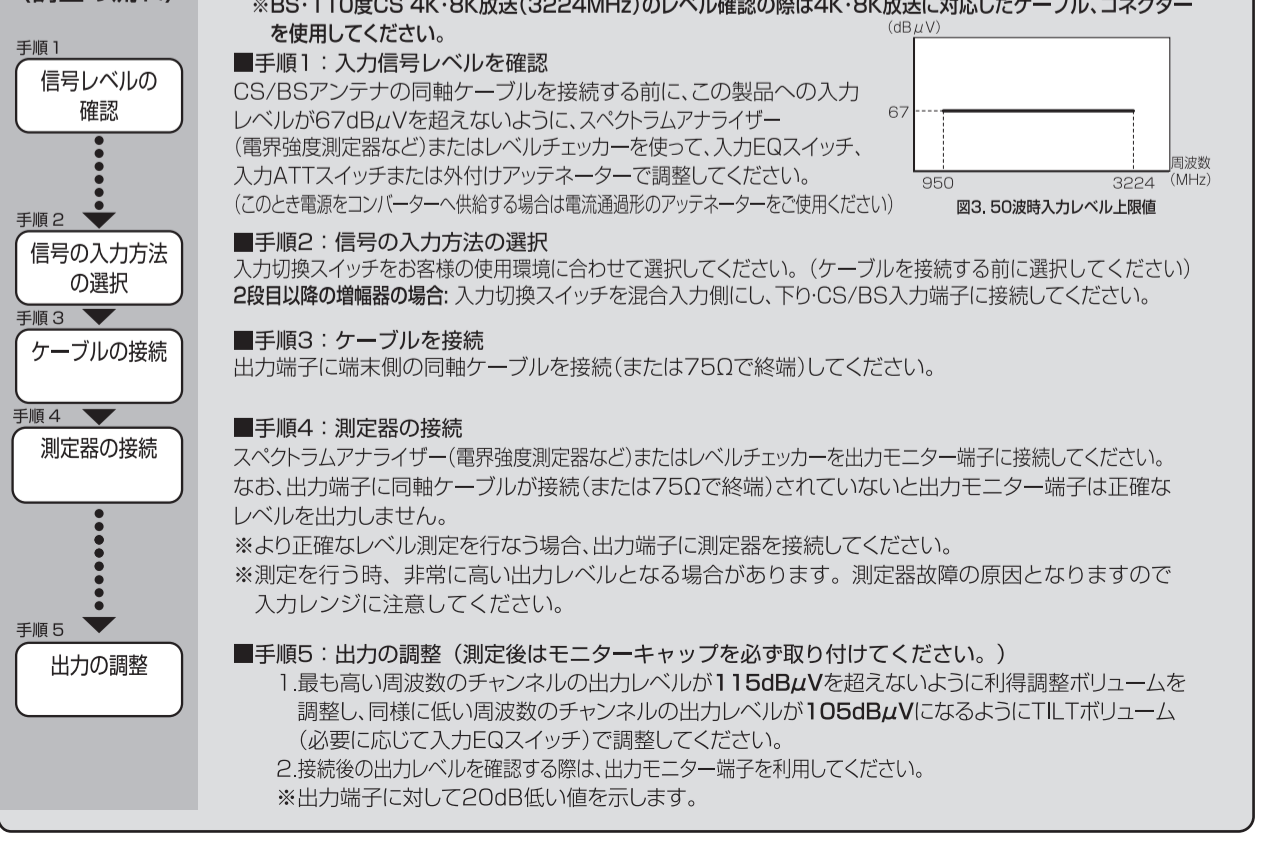 ※BS・110度CS 4K・8K放送(3224MHz)のレベル確認の際は4K・8K放送に対応したケーブル、コネクター
を使用してください。
手順1
信号レベルの
確認
手順2
信号の入力方法
の選択
手順3
ケーブルの接続
手順4
測定器の接続
手順5
出力の調整
■手順1：入力信号レベルを確認
CS/BSアンテナの同軸ケーブルを接続する前に、この製品への入力
レベルが67dBμVを超えないように、スペクトラムアナライザー
(電界強度測定器など)またはレベルチェッカーを使って、入力EQスイッチ、
入力ATTスイッチまたは外付けアッテネーターで調整してください。
(このとき電源をコンバーターへ供給する場合は電流通過形のアッテネーターをご使用ください)
(dBμV)
67
950
3224
周波数
(MHz)
図3. 50波時入力レベル上限値
■手順2：信号の入力方法の選択
入力切換スイッチをお客様の使用環境に合わせて選択してください。(ケーブルを接続する前に選択してください)
2段目以降の増幅器の場合: 入力切換スイッチを混合入力側にし、下り・CS/BS入力端子に接続してください。
■手順3：ケーブルを接続
出力端子に端末側の同軸ケーブルを接続(または75Ωで終端)してください。
■手順4：測定器の接続
スペクトラムアナライザー(電界強度測定器など)またはレベルチェッカーを出力モニター端子に接続してください。
なお、出力端子に同軸ケーブルが接続(または75Ωで終端)されていないと出力モニター端子は正確な
レベルを出力しません。
※より正確なレベル測定を行なう場合、出力端子に測定器を接続してください。
※測定を行う時、非常に高い出力レベルとなる場合があります。測定器故障の原因となりますので
入力レンジに注意してください。
■手順5：出力の調整(測定後はモニターキャップを必ず取り付けてください。)
1.最も高い周波数のチャンネルの出力レベルが115dBμVを超えないように利得調整ボリュームを
調整し、同様に低い周波数のチャンネルの出力レベルが105dBμVになるようにTILTボリューム
(必要に応じて入力EQスイッチ)で調整してください。
2.接続後の出力レベルを確認する際は、出力モニター端子を利用してください。
※出力端子に対して20dB低い値を示します。